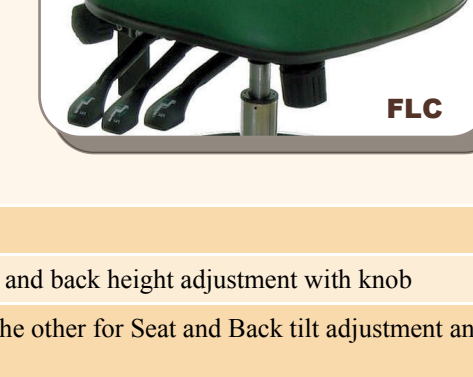 FLC
and back height adjustment with knob
he other for Seat and Back tilt adjustment an